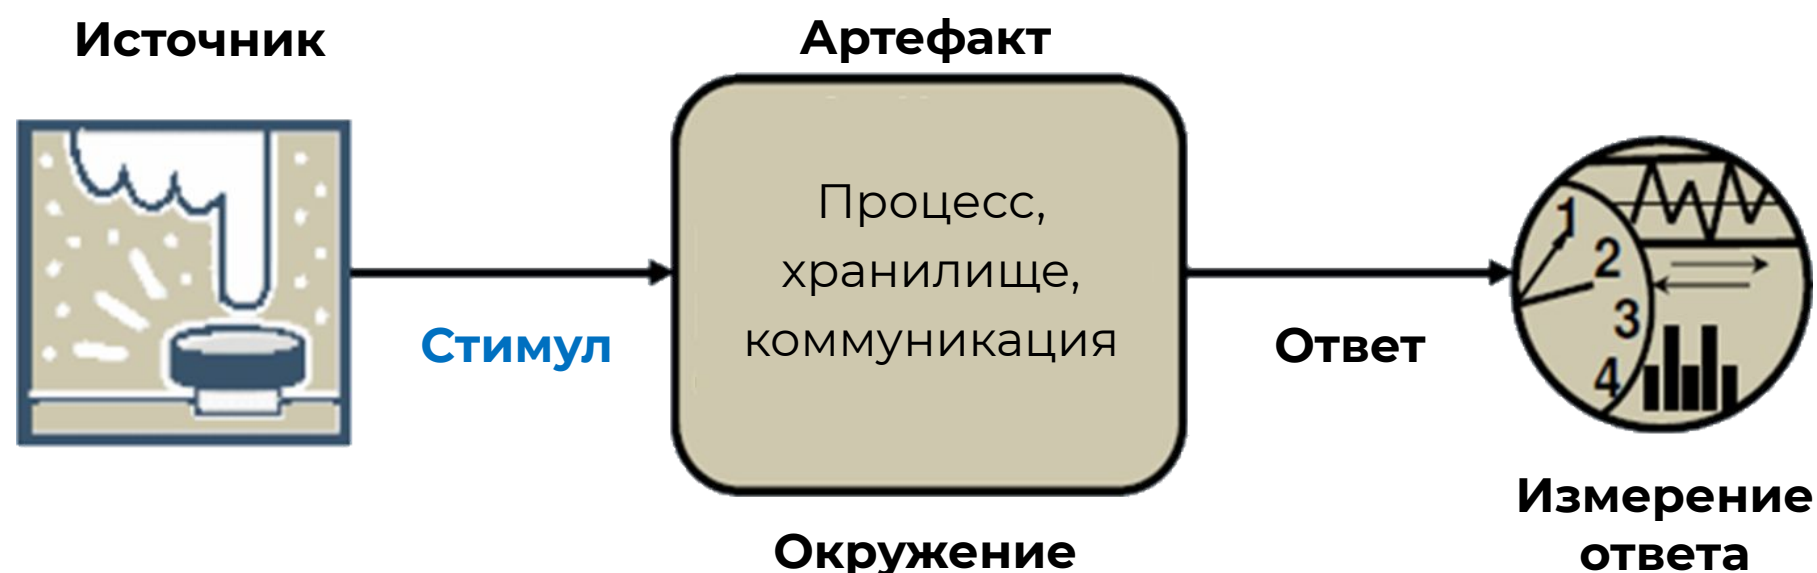 Источник
Артефакт
Процесс,
хранилище,
коммуникация
Стимул
Ответ
1
2
3
4
Окружение
Измерение
ответа